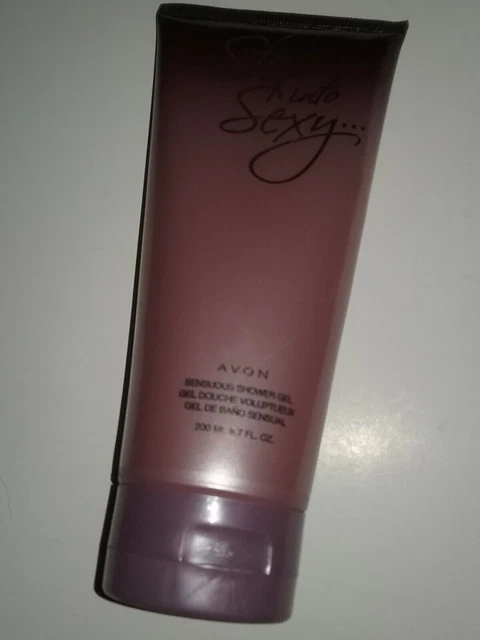 into
Sexy...
AVON
SENSUOUS SHOWER GEL
GEL DOUCHE VOLUPTUEUX
GEL DE BAÑO SENSUAL
200 Ml 6.7 FL. OZ.